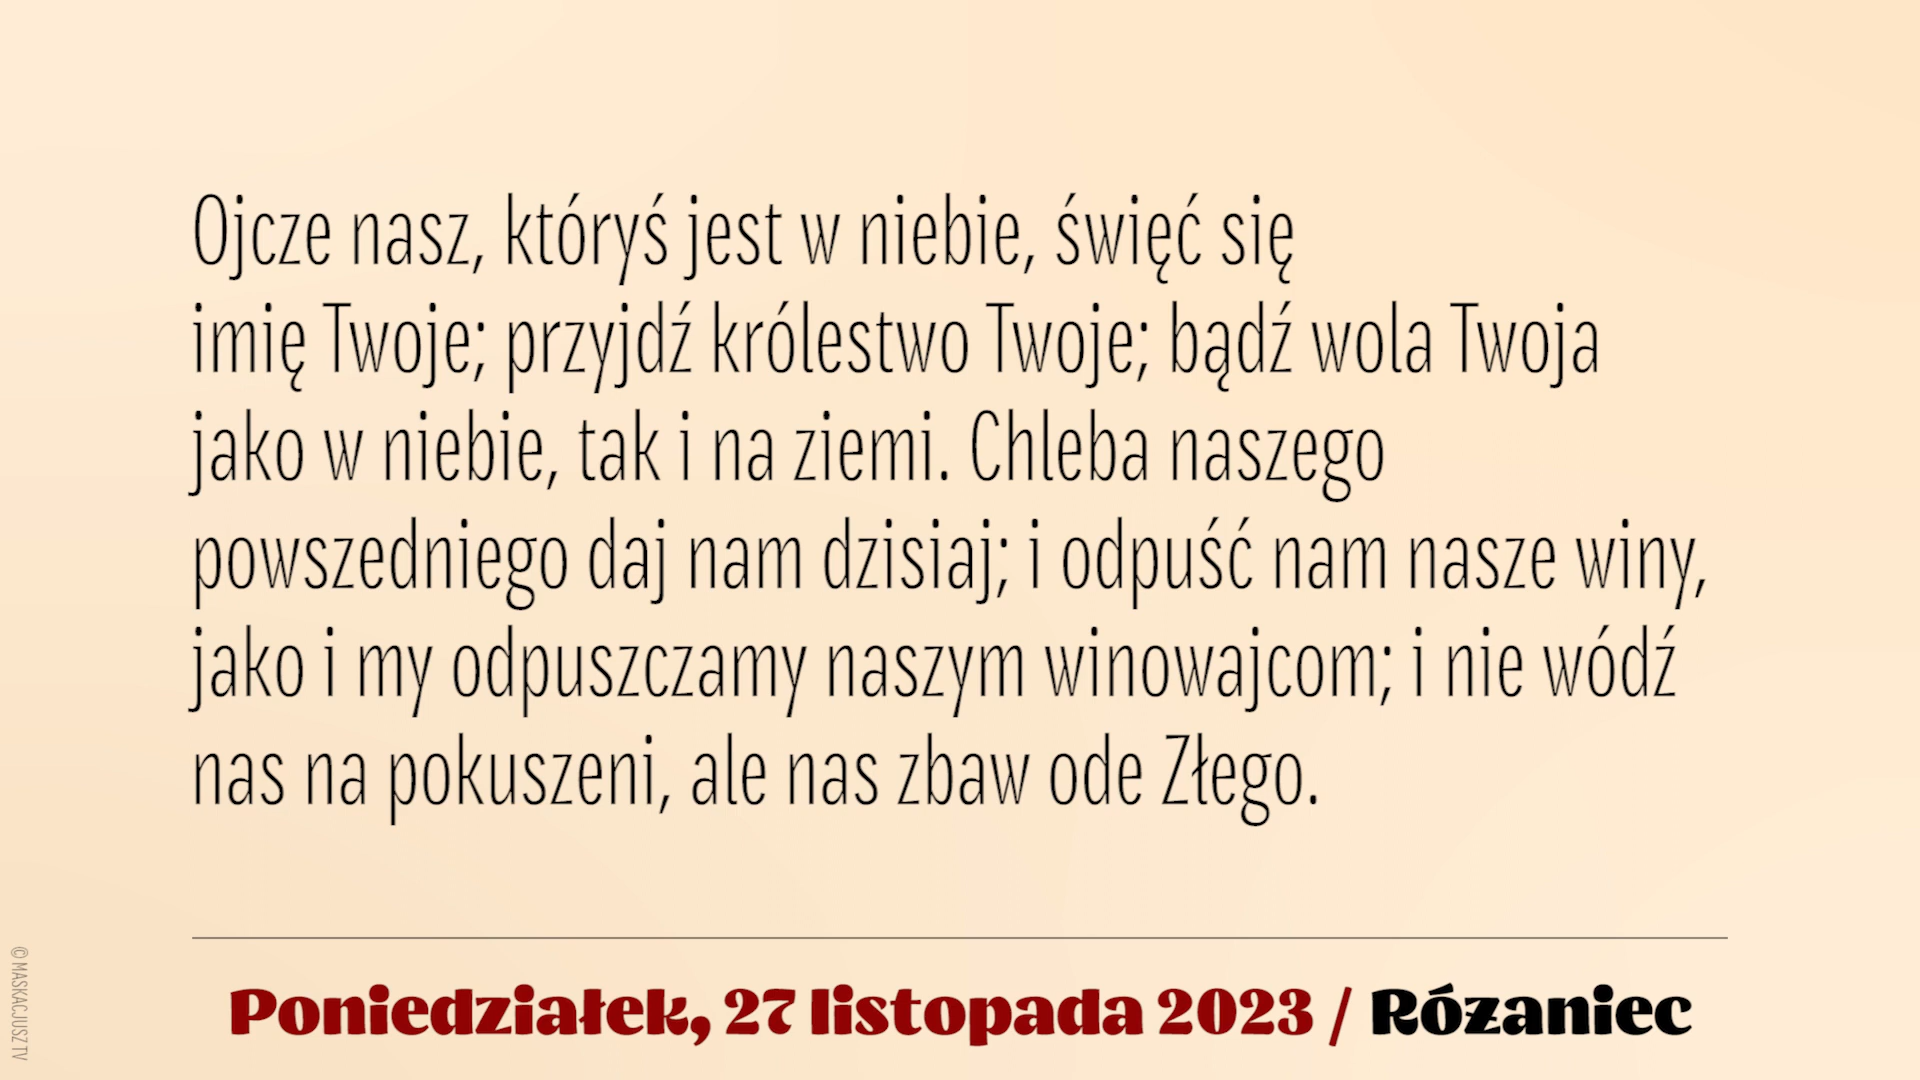 Ojcze nasz, któryś jest w niebie, święć się
imię Twoje; przyjdź królestwo Twoje; bądź wola Twoja
jako w niebie, tak i na ziemi. Chleba naszego
powszedniego daj nam dzisiaj; i odpuść nam nasze winy,
jako i my odpuszczamy naszym winowajcom; i nie wódź
nas na pokuszeni, ale nas zbaw ode Złego.
Poniedziałek, 27 listopada 2023 / Różaniec
© MASKACJUSZ TV